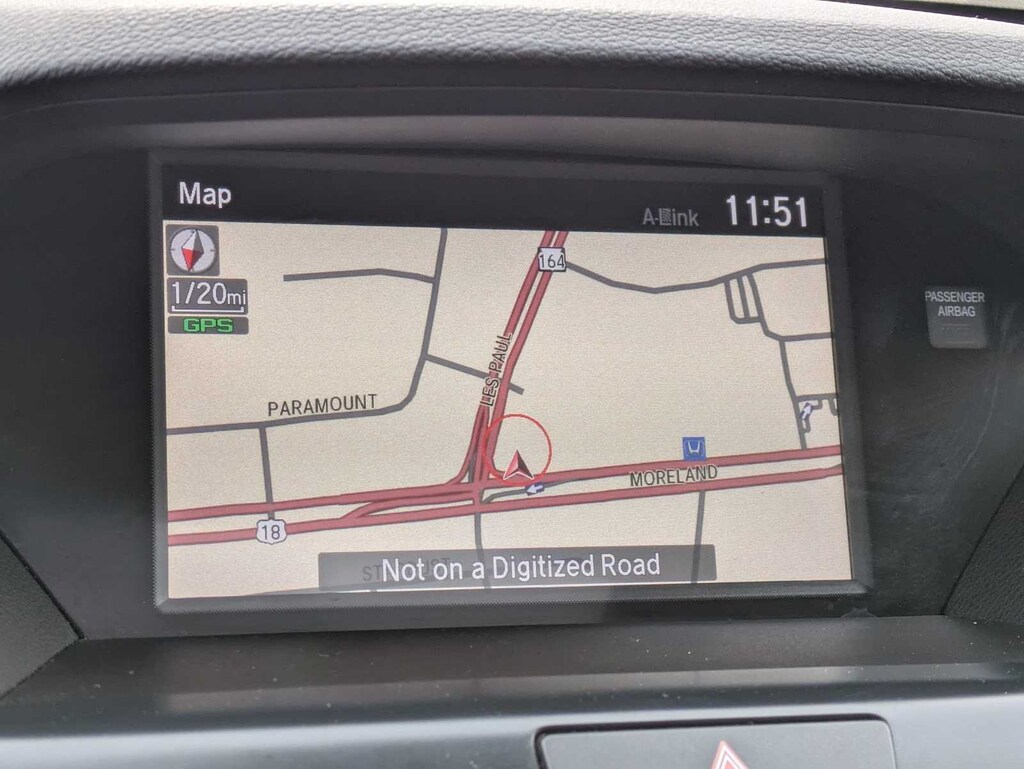 Map
A-Link
11:51
1/20mi
GPS
164
LES PAUL
PARAMOUNT
MORELAND
18
Not on a Digitized Road
PASSENGER
AIRBAG